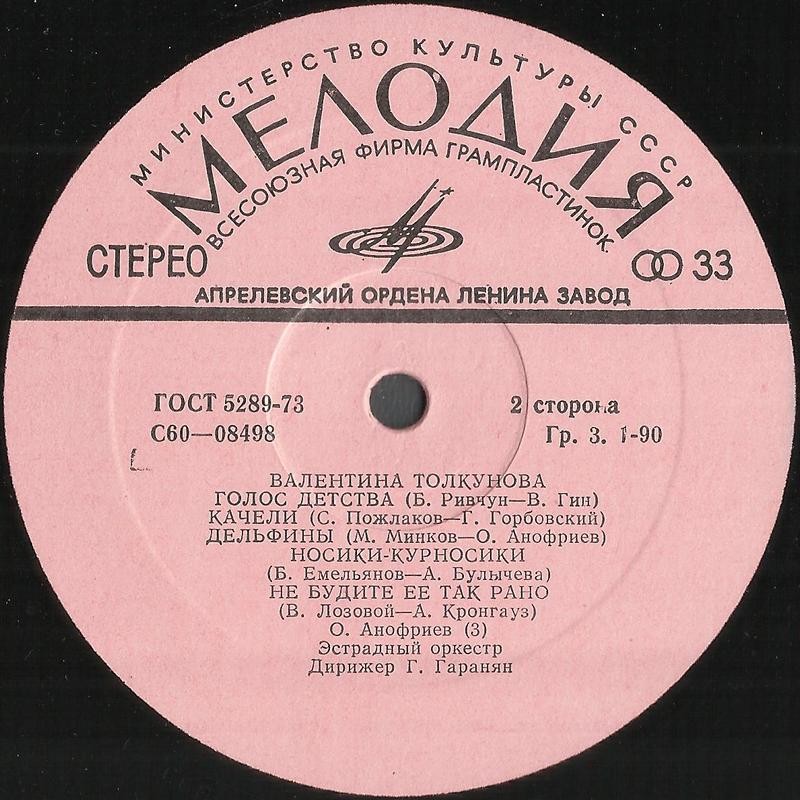 МИНИСТЕРСТВО КУЛЬТУРЫ СССР
МЕЛОДИЯ
ВСЕСОЮЗНАЯ ФИРМА ГРАМПЛАСТИНОК
СТЕРЕО
33
АПРЕЛЕВСКИЙ ОРДЕНА ЛЕНИНА ЗАВОД
ГОСТ 5289-73
2 сторона
С60—08498
Гр. 3. 1-90
ВАЛЕНТИНА ТОЛКУНОВА
ГОЛОС ДЕТСТВА (Б. Ривчун—В. Гин)
КАЧЕЛИ (С. Пожлаков—Г. Горбовский)
ДЕЛЬФИНЫ (М. Минков—О. Анофриев)
НОСИКИ-КУРНОСИКИ
(Б. Емельянов—А. Булычева)
НЕ БУДИТЕ ЕЕ ТАК РАНО
(В. Лозовой—А. Кронгауз)
О. Анофриев (3)
Эстрадный оркестр
Дирижер Г. Гаранян